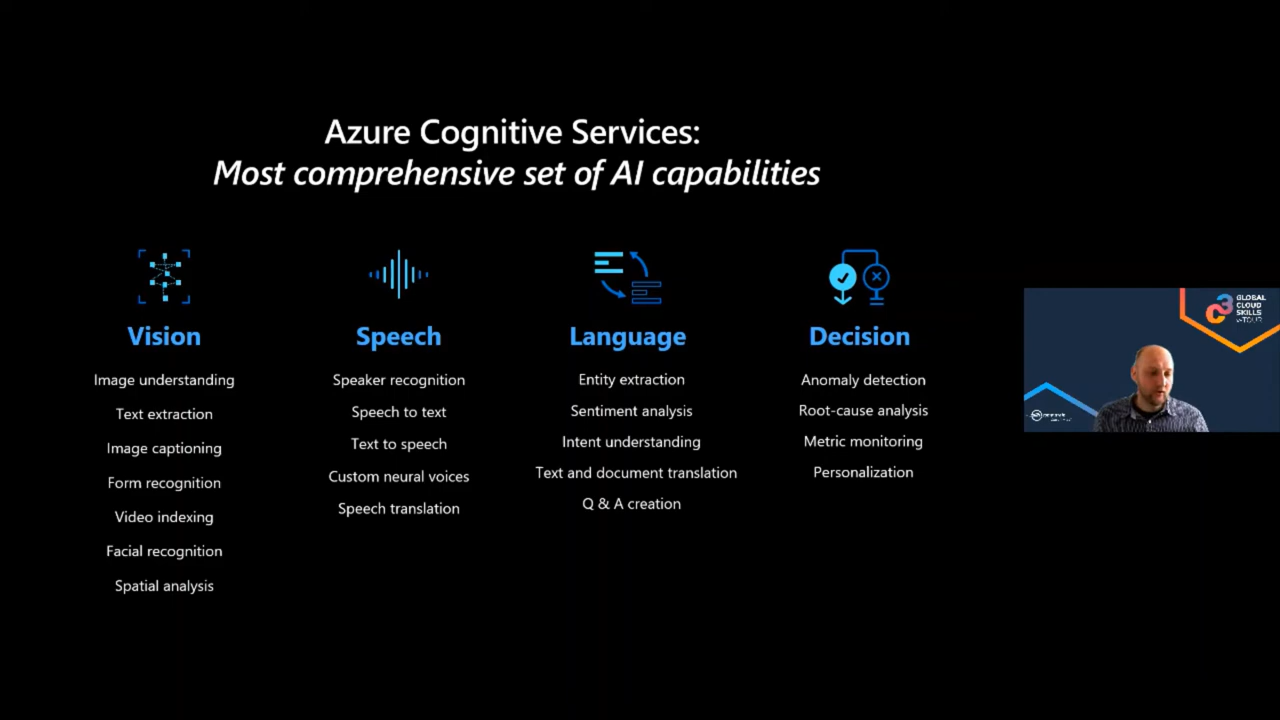 Azure Cognitive Services:
Most comprehensive set of AI capabilities
Vision
Image understanding
Text extraction
Image captioning
Form recognition
Video indexing
Facial recognition
Spatial analysis
Speech
Speaker recognition
Speech to text
Text to speech
Custom neural voices
Speech translation
Language
Entity extraction
Sentiment analysis
Intent understanding
Text and document translation
Q & A creation
Decision
Anomaly detection
Root-cause analysis
Metric monitoring
Personalization
GLOBAL
CLOUD
SKILLS
TOUR